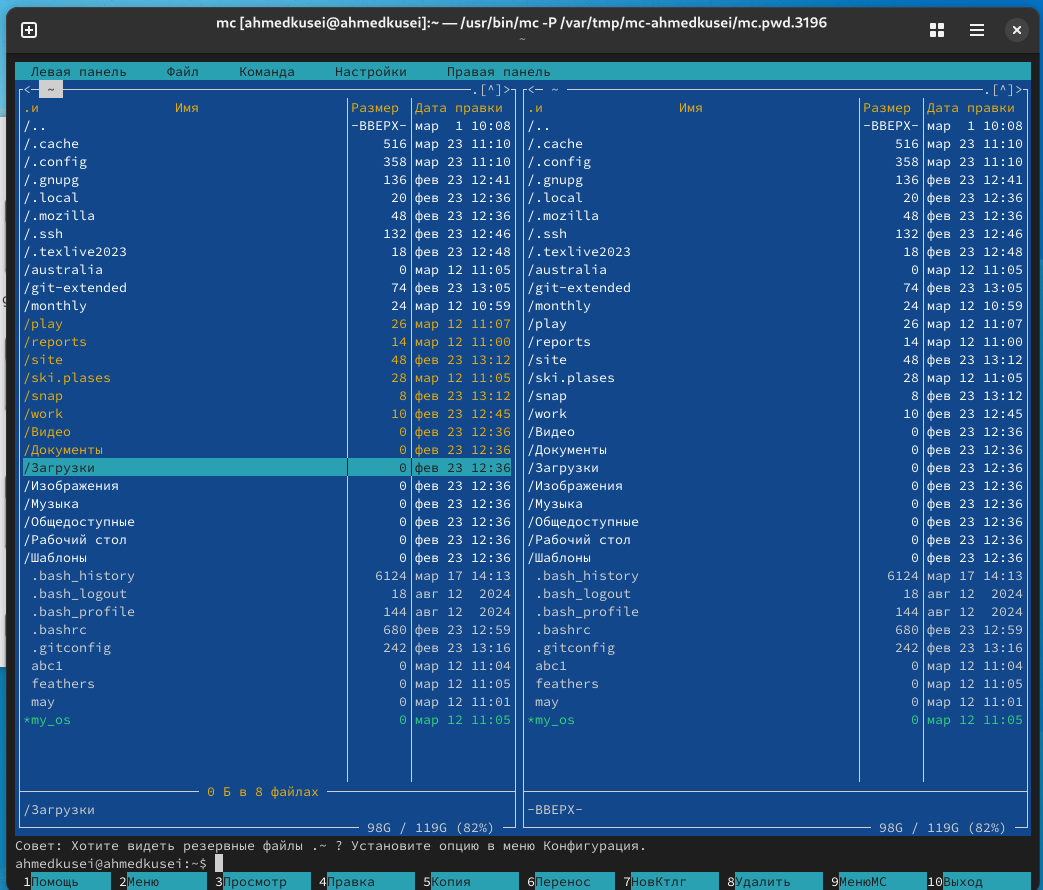 mc [ahmedkusei@ahmedkusei]:~ — /usr/bin/mc -P /var/tmp/mc-ahmedkusei/mc.pwd.3196
~
Левая панель Файл Команда Настройки Правая панель
<─ ~ .[^]> <─ ~ .[^]>
.и Имя Размер Дата правки .и Имя Размер Дата правки
/.. -ВВЕРХ- мар 1 10:08 /.. -ВВЕРХ- мар 1 10:08
/.cache 516 мар 23 11:10 /.cache 516 мар 23 11:10
/.config 358 мар 23 11:10 /.config 358 мар 23 11:10
/.gnupg 136 фев 23 12:41 /.gnupg 136 фев 23 12:41
/.local 20 фев 23 12:36 /.local 20 фев 23 12:36
/.mozilla 48 фев 23 12:36 /.mozilla 48 фев 23 12:36
/.ssh 132 фев 23 12:46 /.ssh 132 фев 23 12:46
/.texlive2023 18 фев 23 12:48 /.texlive2023 18 фев 23 12:48
/australia 0 мар 12 11:05 /australia 0 мар 12 11:05
/git-extended 74 фев 23 13:05 /git-extended 74 фев 23 13:05
/monthly 24 мар 12 10:59 /monthly 24 мар 12 10:59
/play 26 мар 12 11:07 /play 26 мар 12 11:07
/reports 14 мар 12 11:00 /reports 14 мар 12 11:00
/site 48 фев 23 13:12 /site 48 фев 23 13:12
/ski.plases 28 мар 12 11:05 /ski.plases 28 мар 12 11:05
/snap 8 фев 23 13:12 /snap 8 фев 23 13:12
/work 10 фев 23 12:45 /work 10 фев 23 12:45
/Видео 0 фев 23 12:36 /Видео 0 фев 23 12:36
/Документы 0 фев 23 12:36 /Документы 0 фев 23 12:36
/Загрузки 0 фев 23 12:36 /Загрузки 0 фев 23 12:36
/Изображения 0 фев 23 12:36 /Изображения 0 фев 23 12:36
/Музыка 0 фев 23 12:36 /Музыка 0 фев 23 12:36
/Общедоступные 0 фев 23 12:36 /Общедоступные 0 фев 23 12:36
/Рабочий стол 0 фев 23 12:36 /Рабочий стол 0 фев 23 12:36
/Шаблоны 0 фев 23 12:36 /Шаблоны 0 фев 23 12:36
.bash_history 6124 мар 17 14:13 .bash_history 6124 мар 17 14:13
.bash_logout 18 авг 12 2024 .bash_logout 18 авг 12 2024
.bash_profile 144 авг 12 2024 .bash_profile 144 авг 12 2024
.bashrc 680 фев 23 12:59 .bashrc 680 фев 23 12:59
.gitconfig 242 фев 23 13:16 .gitconfig 242 фев 23 13:16
abc1 0 мар 12 11:04 abc1 0 мар 12 11:04
feathers 0 мар 12 11:05 feathers 0 мар 12 11:05
may 0 мар 12 11:01 may 0 мар 12 11:01
*my_os 0 мар 12 11:05 *my_os 0 мар 12 11:05
0 Б в 8 файлах
/Загрузки -ВВЕРХ-
98G / 119G (82%) 98G / 119G (82%)
Совет: Хотите видеть резервные файлы .~ ? Установите опцию в меню Конфигурация.
ahmedkusei@ahmedkusei:~$
1Помощь 2Меню 3Просмотр 4Правка 5Копия 6Перенос 7НовКтлг 8Удалить 9МенюМС 10Выход